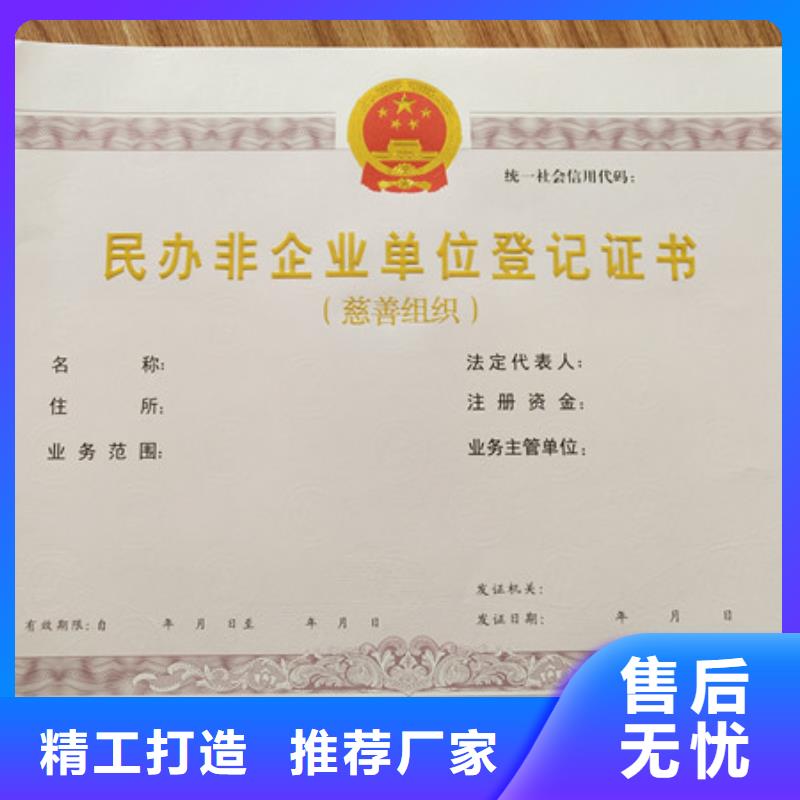 统一社会信用代码:
民办非企业单位登记证书
(慈善组织)
名 称:
法定代表人:
住 所:
注册资金:
业务范围:
业务主管单位:
发证机关:
有效期限:自 年 月 日至 年 月 日
发证日期: 年 月 日
精工打造 推荐厂家
售后
无忧